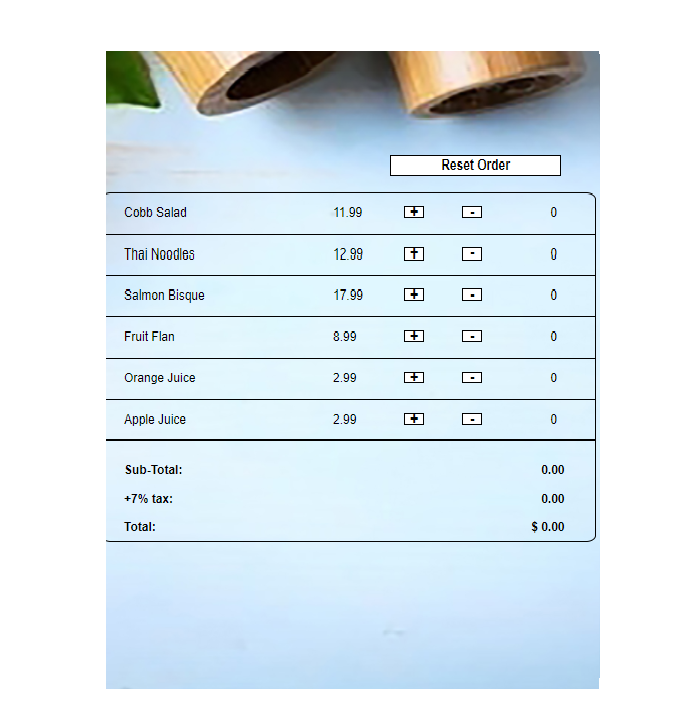 Reset Order
Cobb Salad 11.99 + - 0
Thai Noodles 12.99 + - 0
Salmon Bisque 17.99 + - 0
Fruit Flan 8.99 + - 0
Orange Juice 2.99 + - 0
Apple Juice 2.99 + - 0
Sub-Total: 0.00
+7% tax: 0.00
Total: $ 0.00